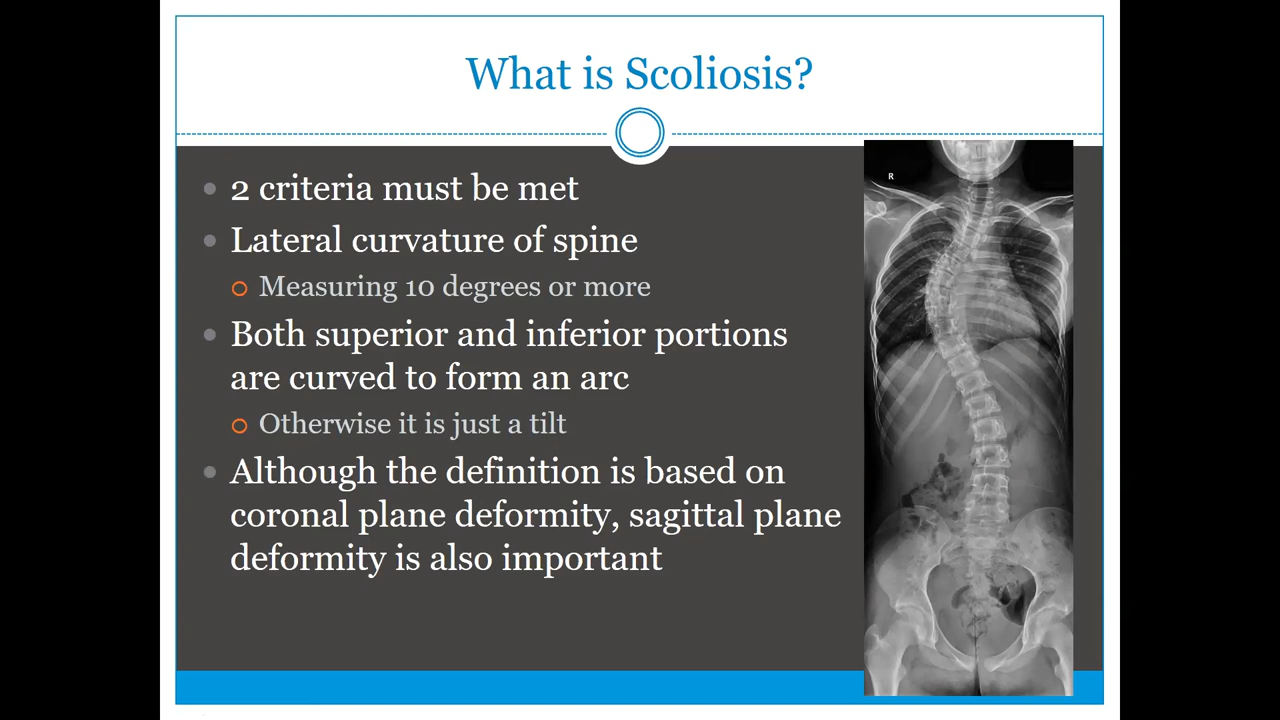 What is Scoliosis?
2 criteria must be met
Lateral curvature of spine
Measuring 10 degrees or more
Both superior and inferior portions
are curved to form an arc
Otherwise it is just a tilt
Although the definition is based on
coronal plane deformity, sagittal plane
deformity is also important
R